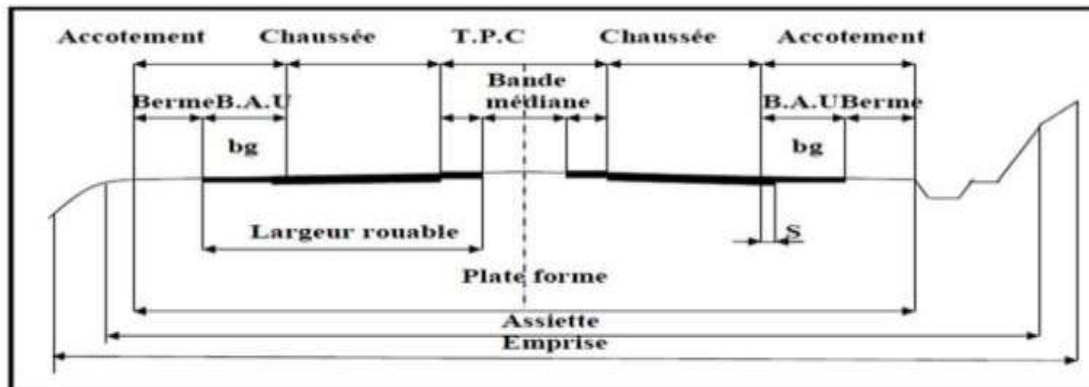 Accotement Chaussée T.P.C Chaussée Accotement
Bande
Berme B.A.U médiane B.A.U Berme
bg bg
Largeur rouable S
Plate forme
Assiette
Emprise